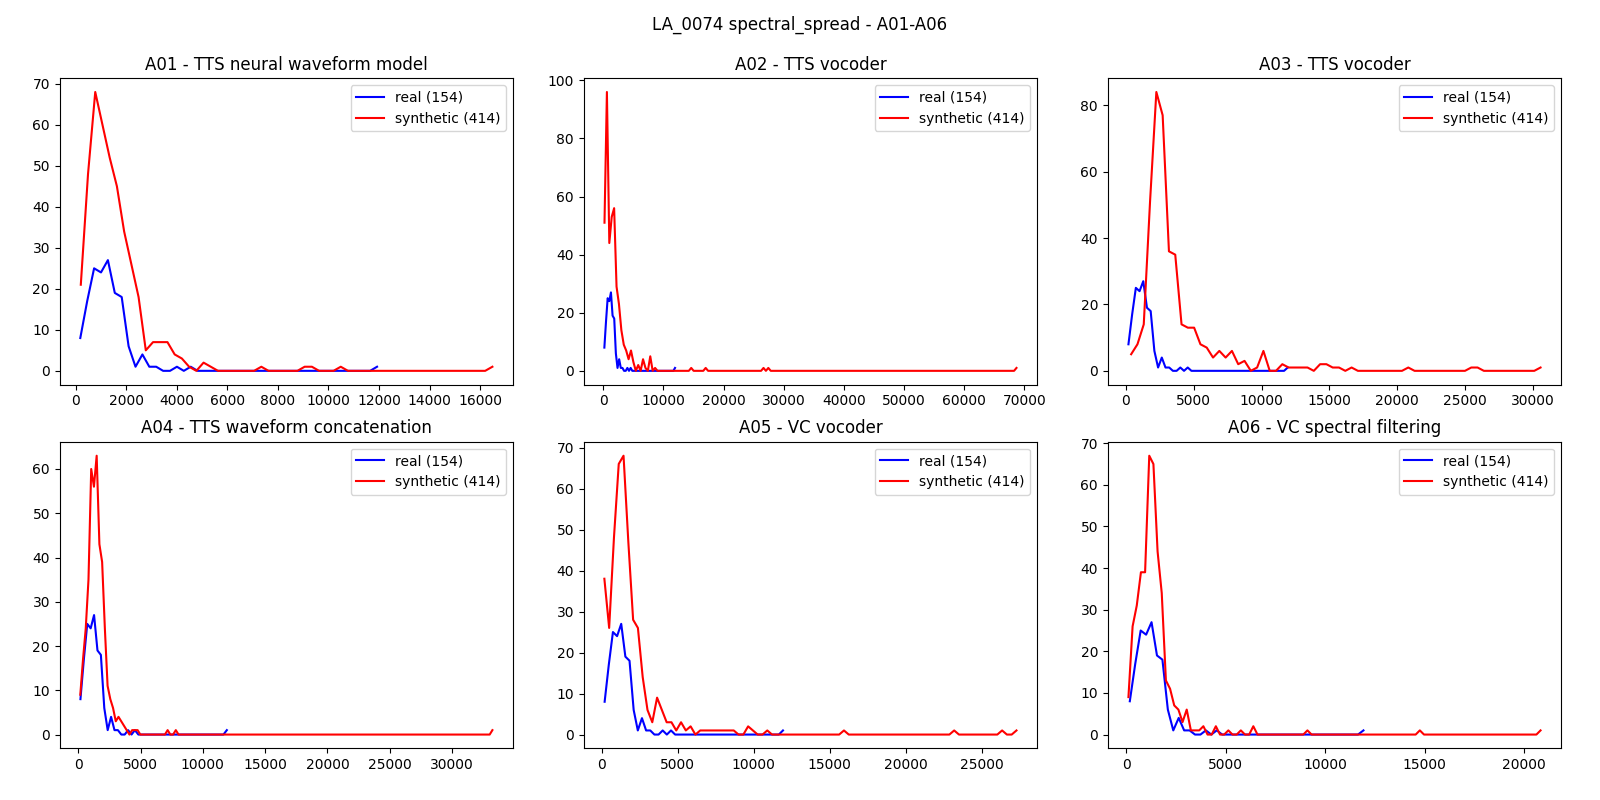 LA_0074 spectral_spread - A01-A06
A01 - TTS neural waveform model
70
60
50
40
30
20
10
0
real (154)
synthetic (414)
0 2000 4000 6000 8000 10000 12000 14000 16000
A02 - TTS vocoder
100
80
60
40
20
0
real (154)
synthetic (414)
0 10000 20000 30000 40000 50000 60000 70000
A03 - TTS vocoder
80
60
40
20
0
real (154)
synthetic (414)
0 5000 10000 15000 20000 25000 30000
A04 - TTS waveform concatenation
60
50
40
30
20
10
0
real (154)
synthetic (414)
0 5000 10000 15000 20000 25000 30000
A05 - VC vocoder
70
60
50
40
30
20
10
0
real (154)
synthetic (414)
0 5000 10000 15000 20000 25000
A06 - VC spectral filtering
70
60
50
40
30
20
10
0
real (154)
synthetic (414)
0 5000 10000 15000 20000